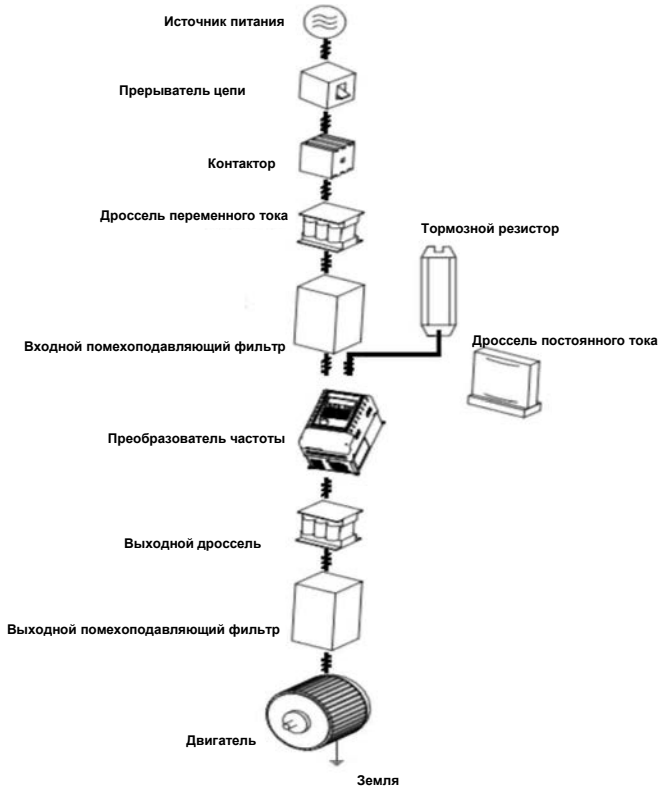 Источник питания
Прерыватель цепи
Контактор
Дроссель переменного тока
Тормозной резистор
Входной помехоподавляющий фильтр
Дроссель постоянного тока
Преобразователь частоты
Выходной дроссель
Выходной помехоподавляющий фильтр
Двигатель
Земля